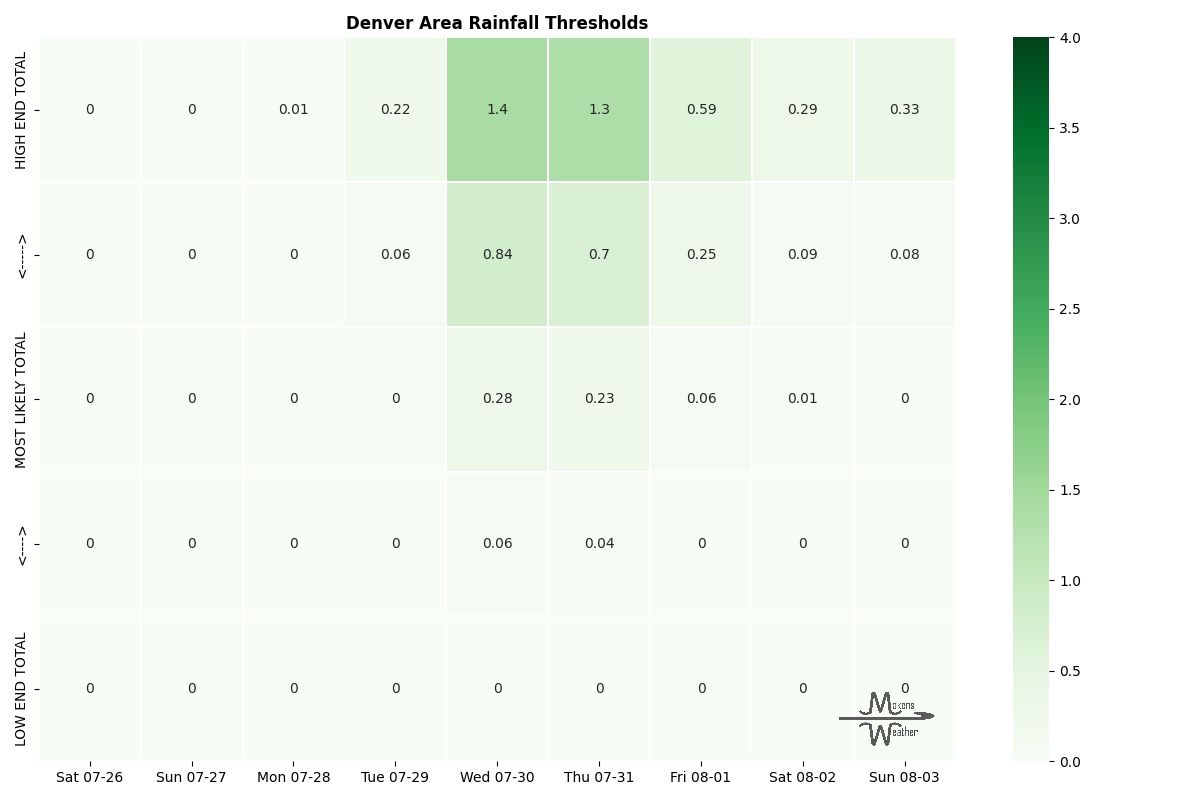 Denver Area Rainfall Thresholds
HIGH END TOTAL
0 0 0.01 0.22 1.4 1.3 0.59 0.29 0.33
<----->
0 0 0 0.06 0.84 0.7 0.25 0.09 0.08
MOST LIKELY TOTAL
0 0 0 0 0.28 0.23 0.06 0.01 0
<---->
0 0 0 0 0.06 0.04 0 0 0
LOW END TOTAL
0 0 0 0 0 0 0 0 0
Makens
Weather
Sat 07-26 Sun 07-27 Mon 07-28 Tue 07-29 Wed 07-30 Thu 07-31 Fri 08-01 Sat 08-02 Sun 08-03
4.0
3.5
3.0
2.5
2.0
1.5
1.0
0.5
0.0